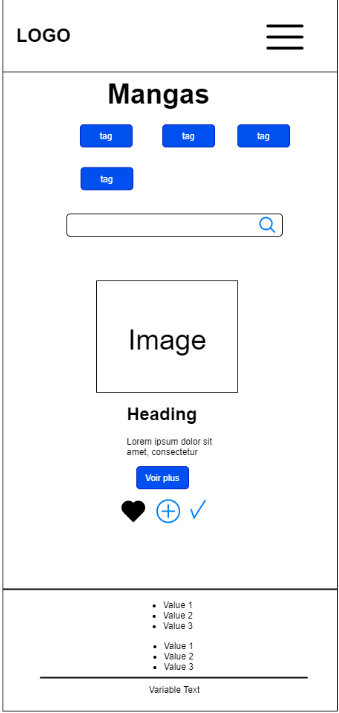 LOGO
Mangas
tag tag tag
tag
Image
Heading
Lorem ipsum dolor sit
amet, consectetur
Voir plus
Value 1
Value 2
Value 3
Value 1
Value 2
Value 3
Variable Text